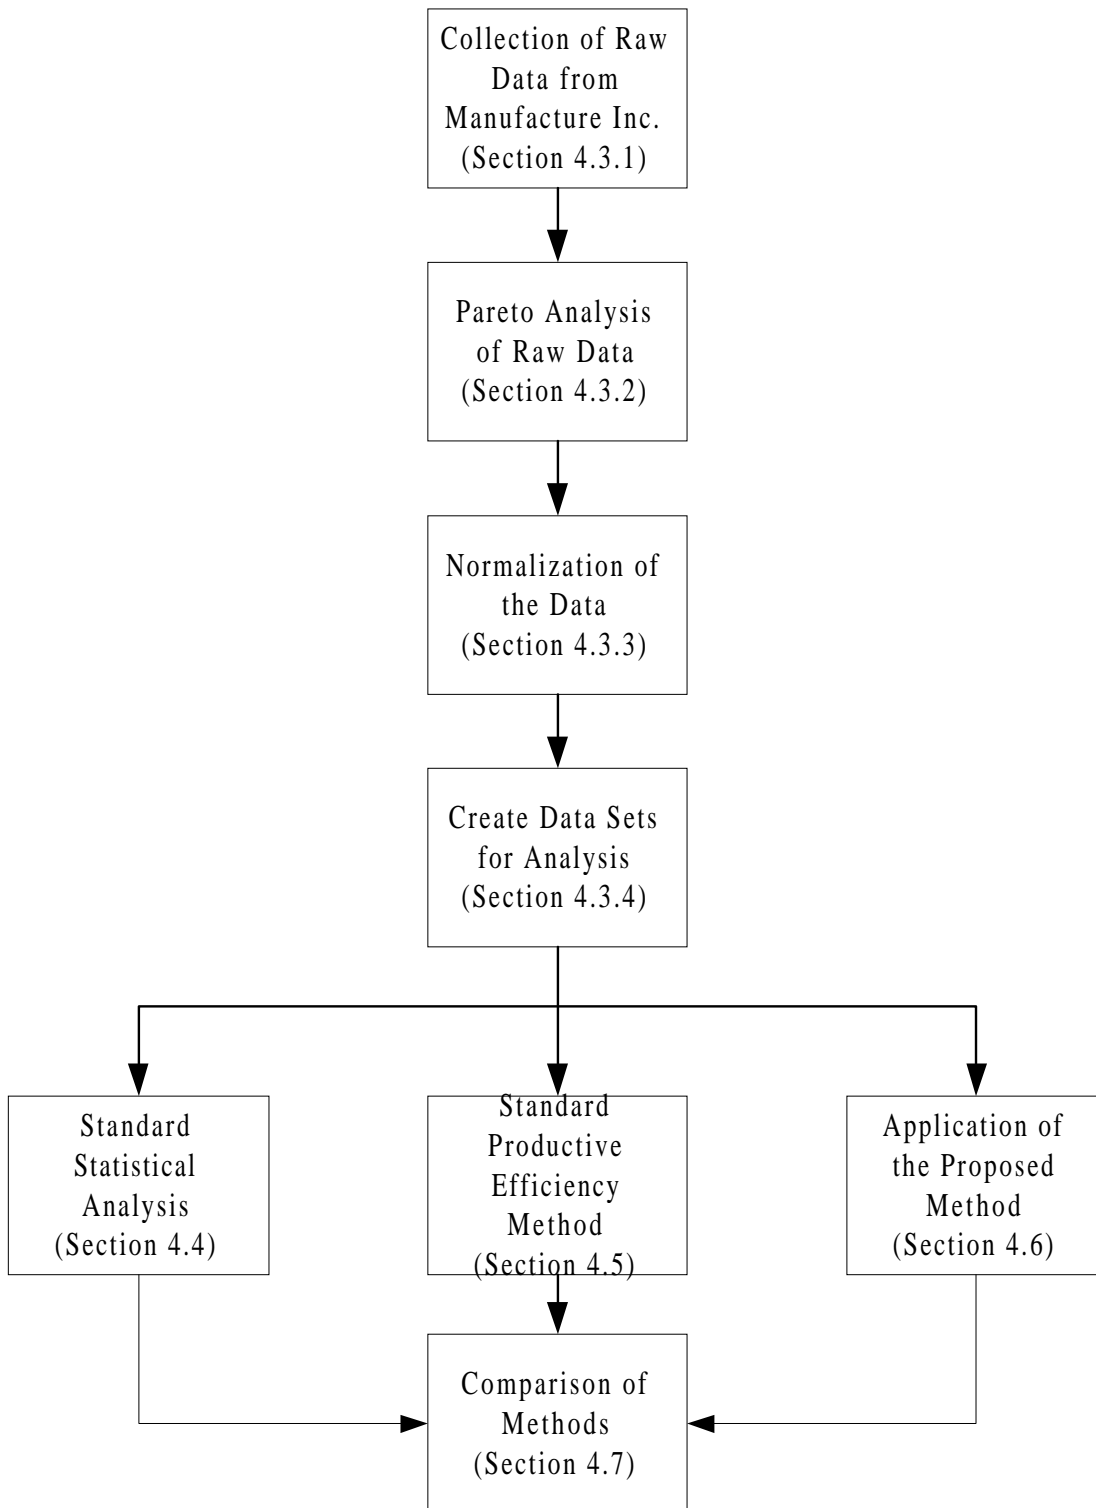 Collection of Raw
Data from
Manufacture Inc.
(Section 4.3.1)
Pareto Analysis
of Raw Data
(Section 4.3.2)
Normalization of
the Data
(Section 4.3.3)
Create Data Sets
for Analysis
(Section 4.3.4)
Standard
Statistical
Analysis
(Section 4.4)
Standard
Productive
Efficiency
Method
(Section 4.5)
Application of
the Proposed
Method
(Section 4.6)
Comparison of
Methods
(Section 4.7)